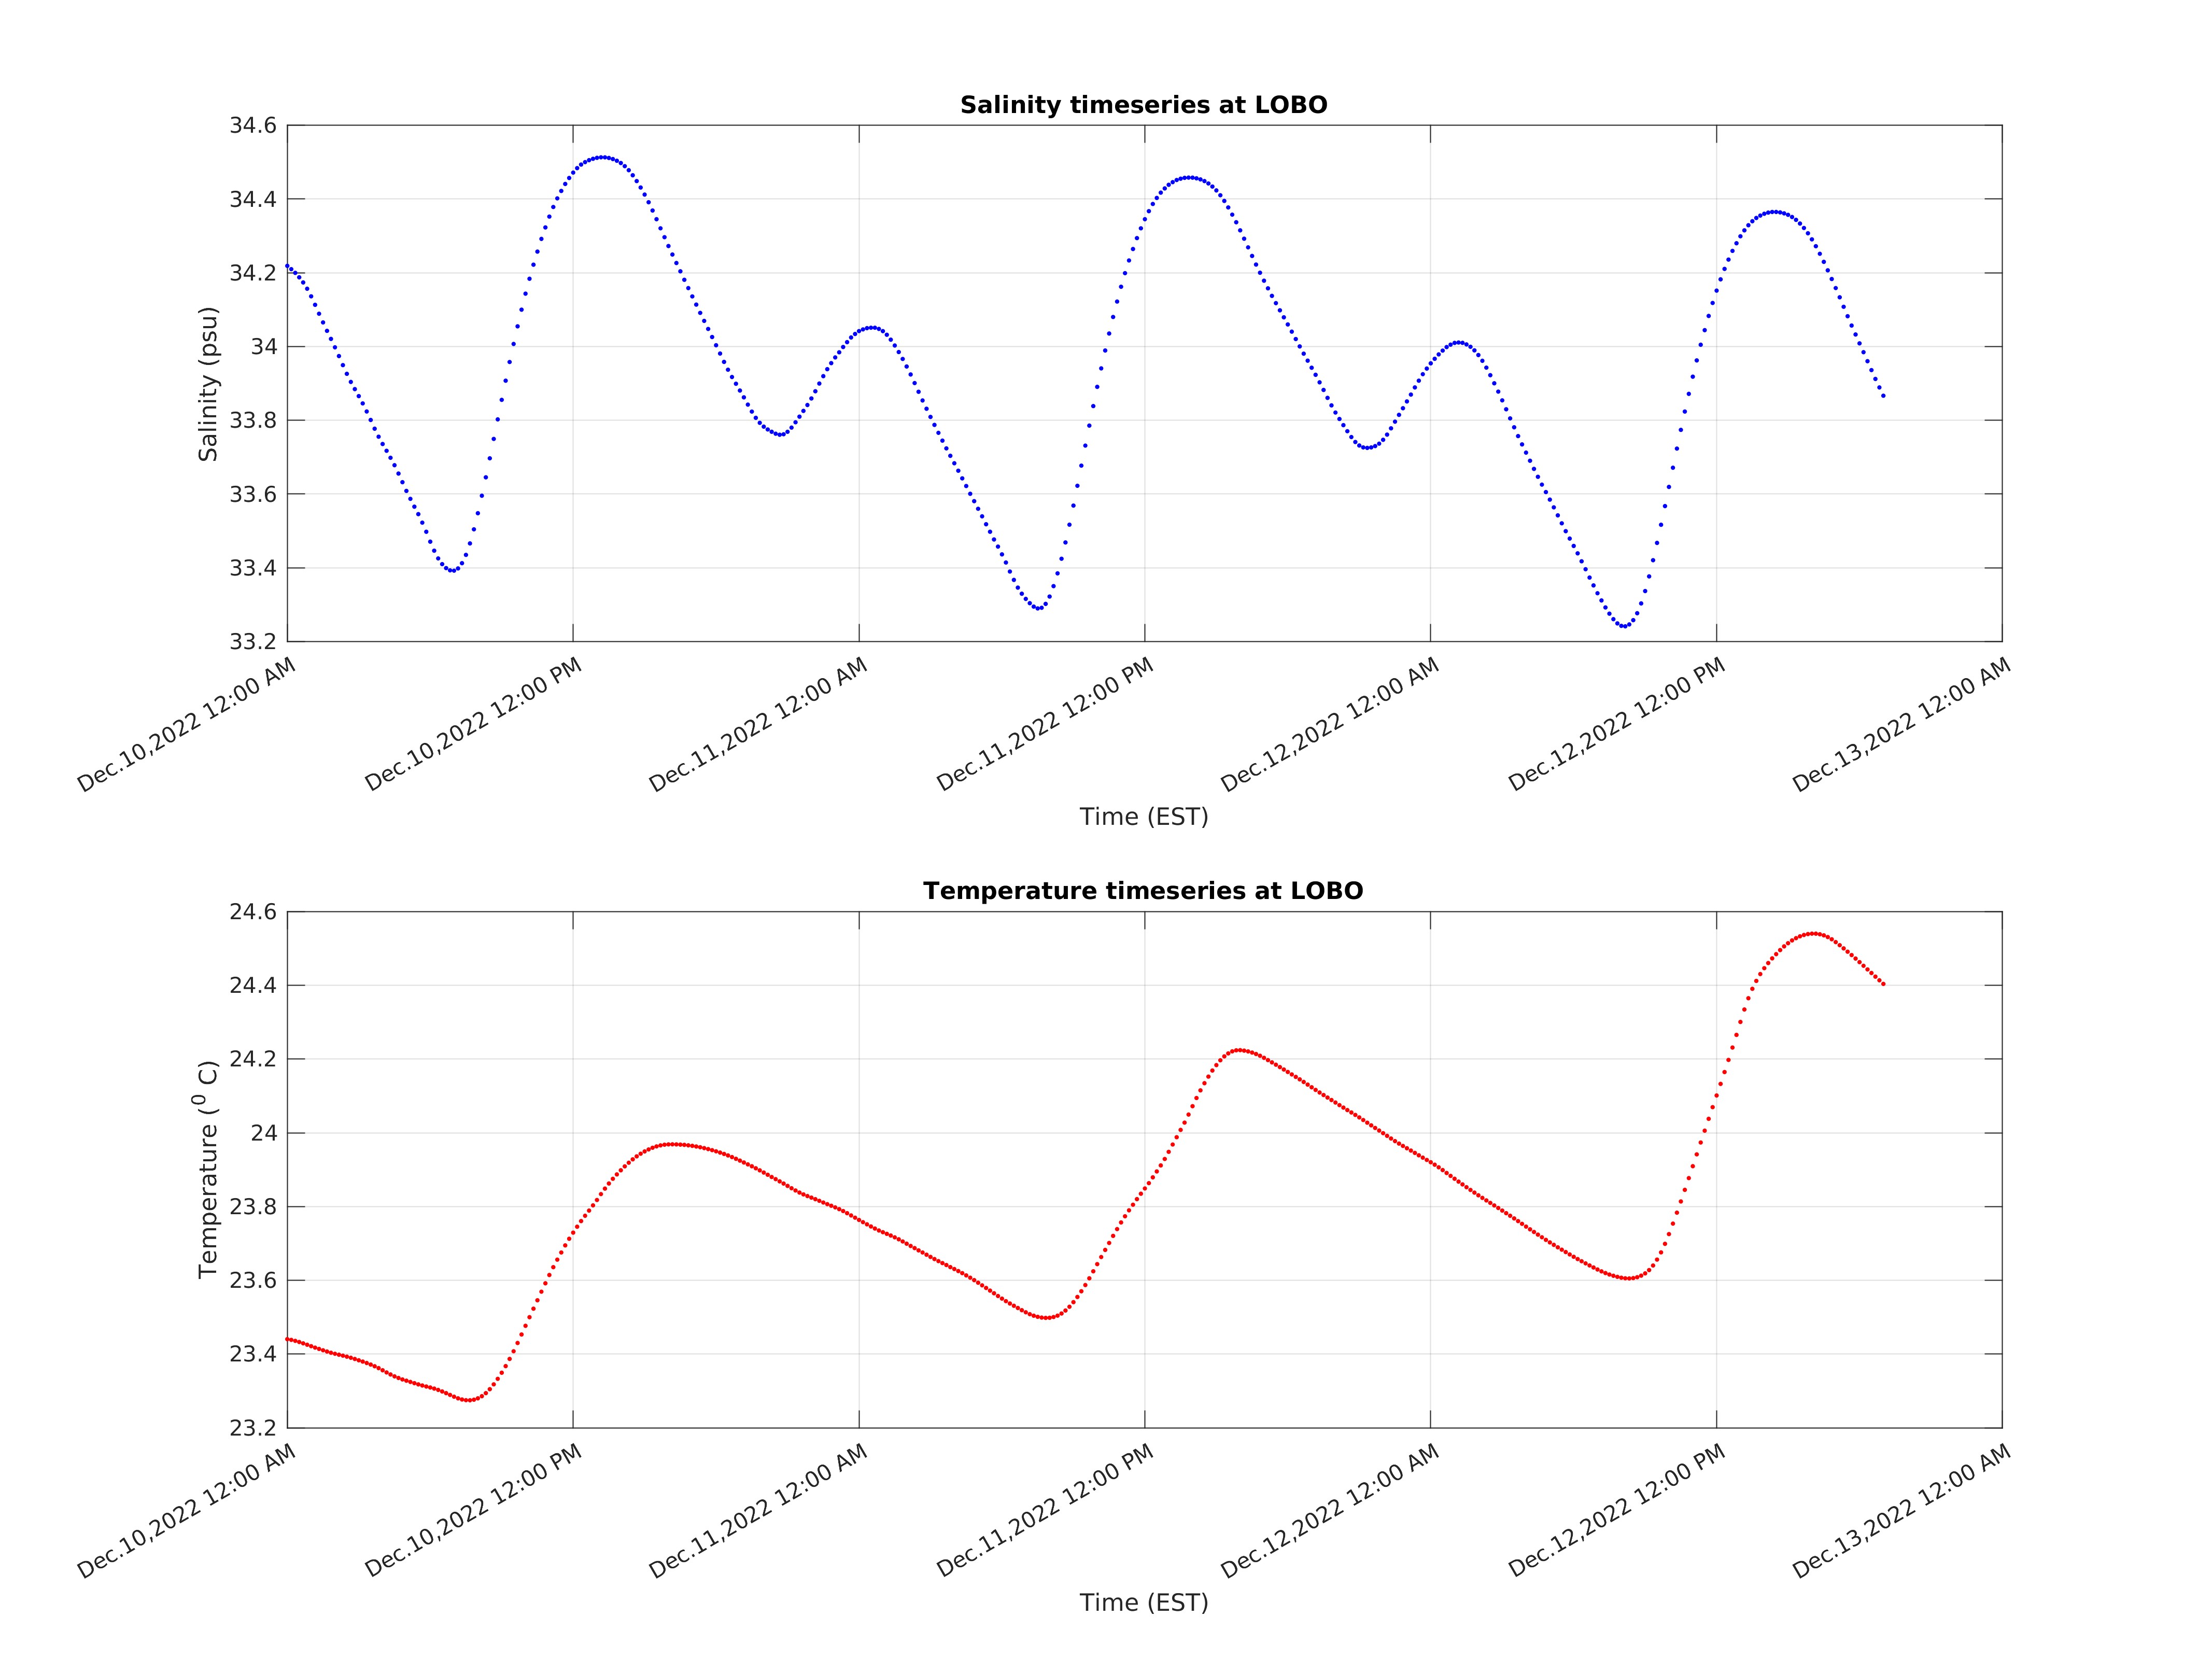 Salinity timeseries at LOBO
34.6
34.4
34.2
34
33.8
33.6
33.4
33.2
Salinity (psu)
Dec.10,2022 12:00 AM
Dec.10,2022 12:00 PM
Dec.11,2022 12:00 AM
Dec.11,2022 12:00 PM
Dec.12,2022 12:00 AM
Dec.12,2022 12:00 PM
Dec.13,2022 12:00 AM
Time (EST)
Temperature timeseries at LOBO
24.6
24.4
24.2
24
23.8
23.6
23.4
23.2
Temperature (⁰ C)
Dec.10,2022 12:00 AM
Dec.10,2022 12:00 PM
Dec.11,2022 12:00 AM
Dec.11,2022 12:00 PM
Dec.12,2022 12:00 AM
Dec.12,2022 12:00 PM
Dec.13,2022 12:00 AM
Time (EST)